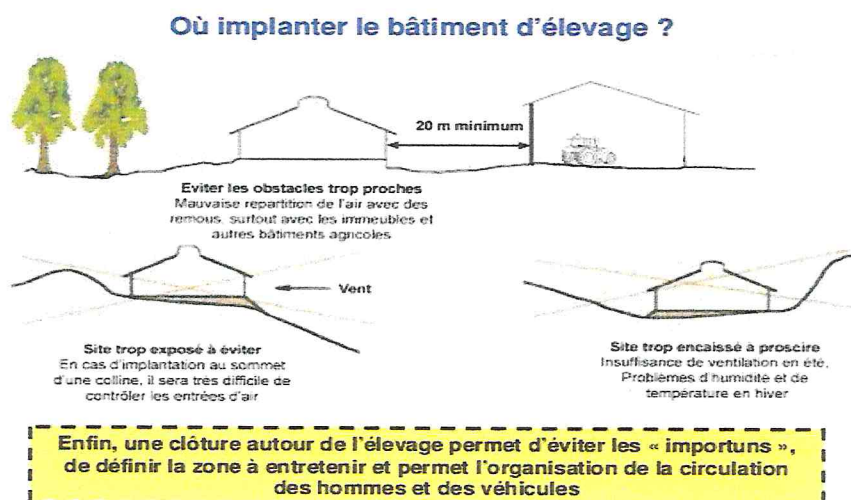 Où implanter le bâtiment d'élevage ?
20 m minimum
Eviter les obstacles trop proches
Mauvaise repartition de l'air avec des
remous, surtout avec les immeubles et
autres bâtiments agricoles
Vent
Site trop exposé à éviter
En cas d'implantation au sommet
d'une colline, il sera très difficile de
contrôler les entrées d'air
Site trop encaissé à proscire
Insuffisance de ventilation en été,
Problèmes d'humidité et de
température en hiver
Enfin, une clôture autour de l'élevage permet d'éviter les « importuns »,
de définir la zone à entretenir et permet l'organisation de la circulation
des hommes et des véhicules